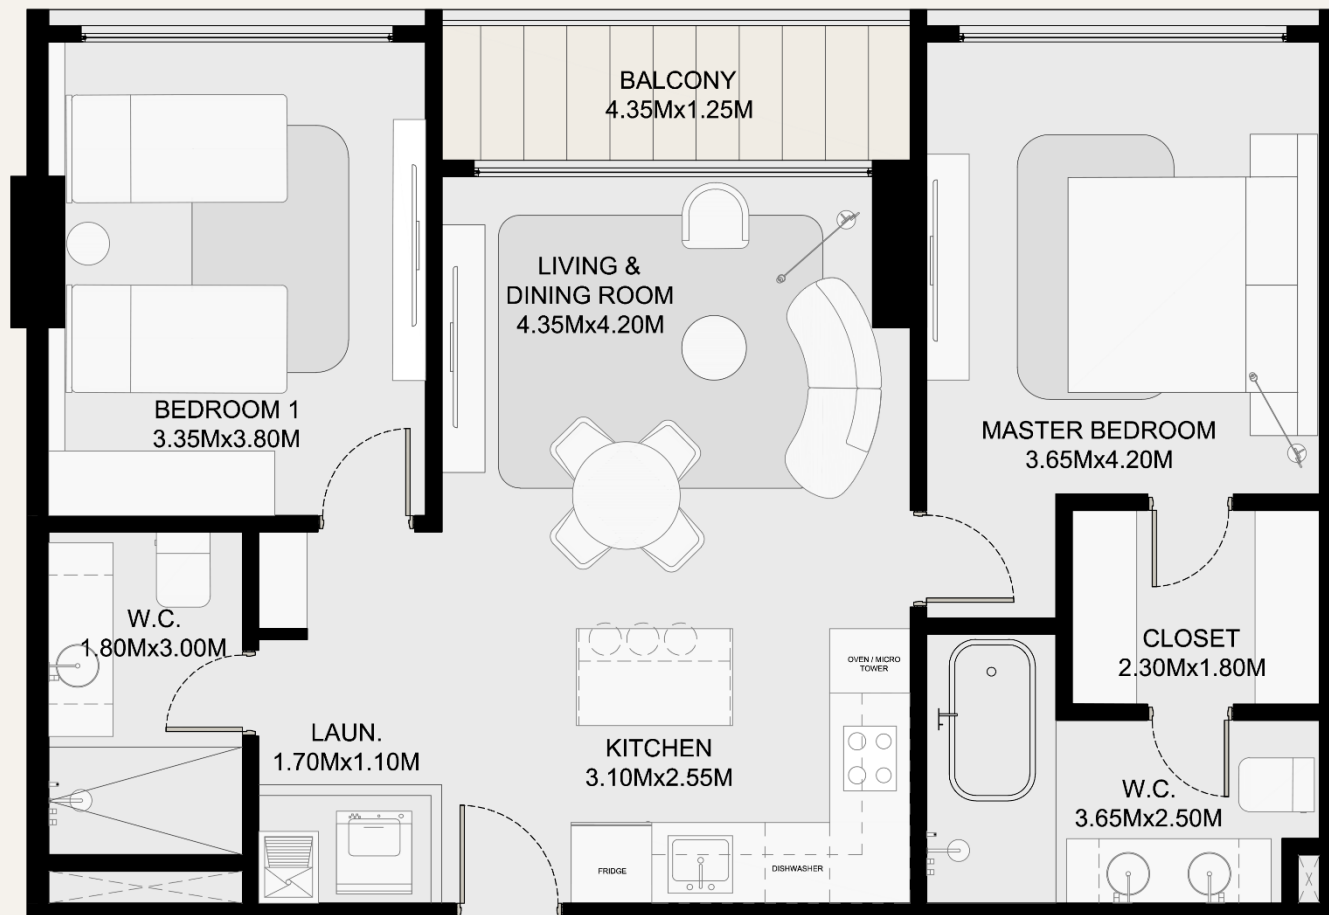 BALCONY
4.35Mx1.25M
LIVING &
DINING ROOM
4.35Mx4.20M
BEDROOM 1
3.35Mx3.80M
MASTER BEDROOM
3.65Mx4.20M
W.C.
1.80Mx3.00M
CLOSET
2.30Mx1.80M
OVEN / MICRO
TOWER
LAUN.
1.70Mx1.10M
KITCHEN
3.10Mx2.55M
W.C.
3.65Mx2.50M
FRIDGE
DISHWASHER